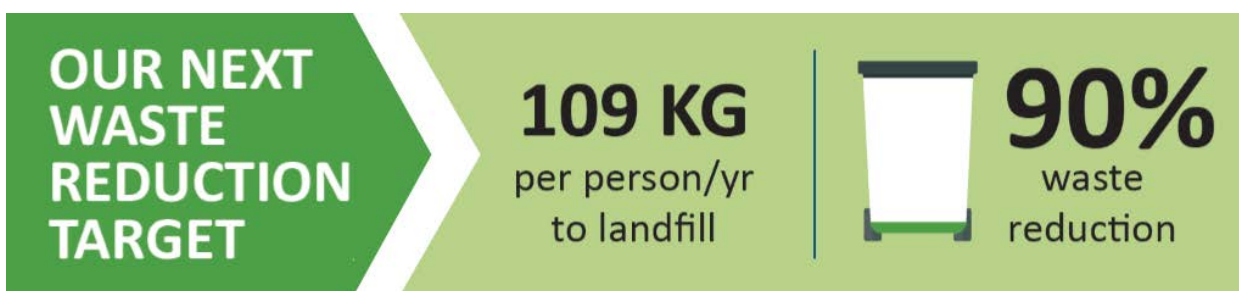 OUR NEXT
WASTE
REDUCTION
TARGET
109 KG
per person/yr
to landfill
90%
waste
reduction